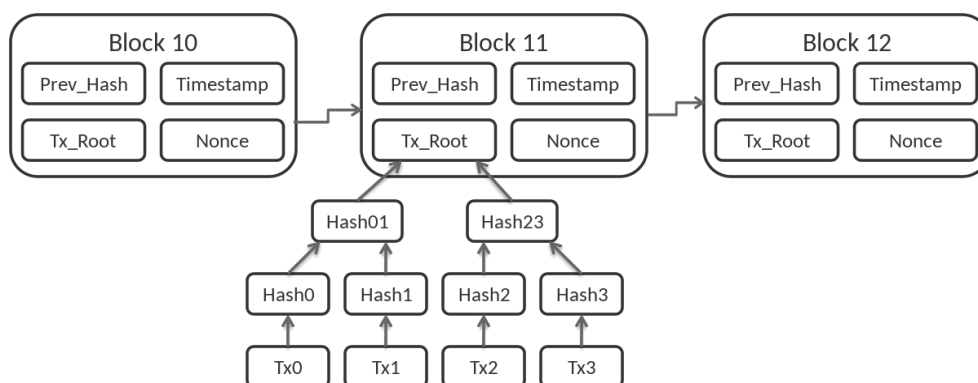 Block 10
Block 11
Block 12
Prev_Hash
Timestamp
Prev_Hash
Timestamp
Prev_Hash
Timestamp
Tx_Root
Nonce
Tx_Root
Nonce
Tx_Root
Nonce
Hash01
Hash23
Hash0
Hash1
Hash2
Hash3
Tx0
Tx1
Tx2
Tx3